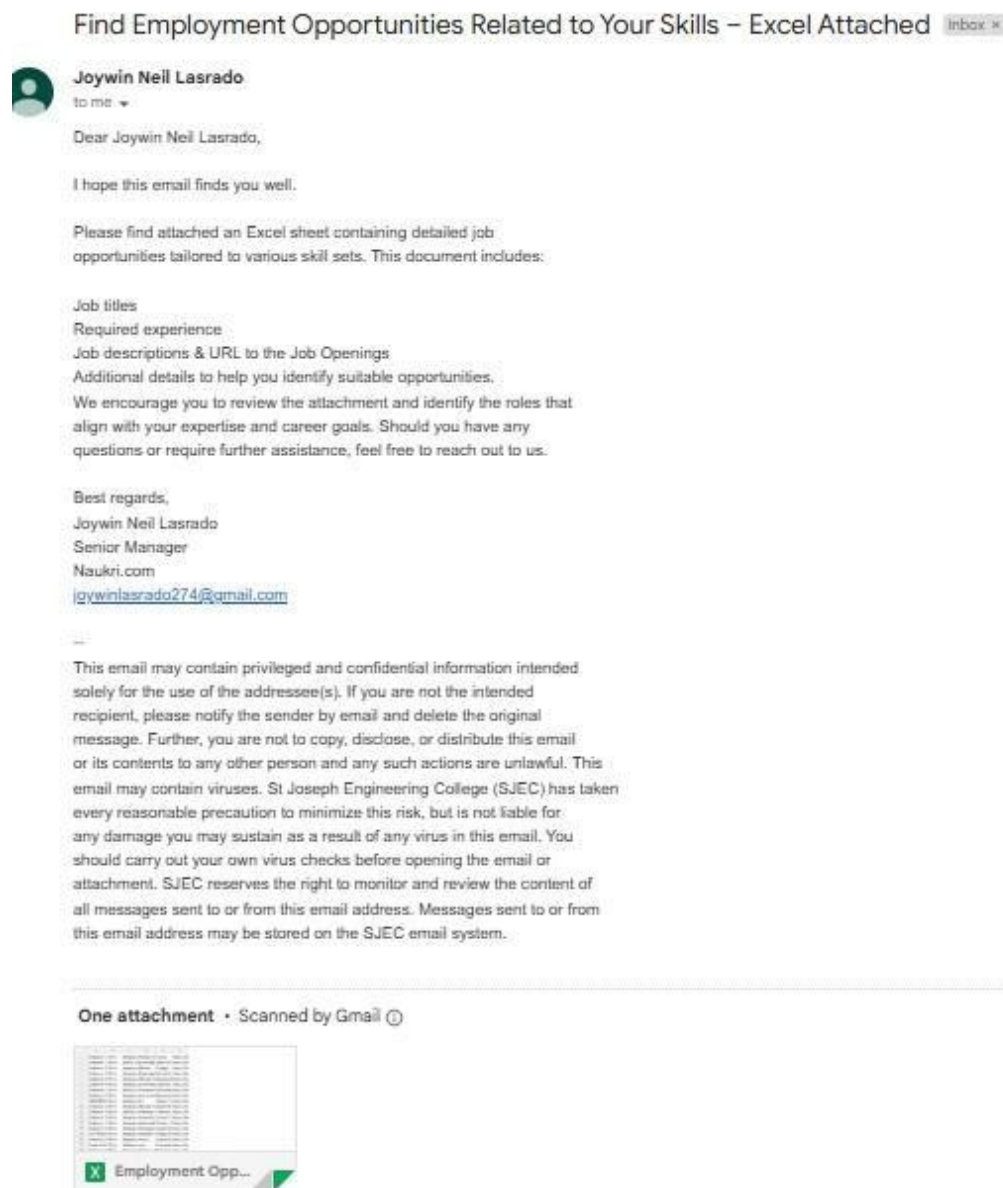 Find Employment Opportunities Related to Your Skills – Excel Attached Inbox ×
Joywin Neil Lasrado
to me
Dear Joywin Neil Lasrado,
I hope this email finds you well.
Please find attached an Excel sheet containing detailed job
opportunities tailored to various skill sets. This document includes:
Job titles
Required experience
Job descriptions & URL to the Job Openings
Additional details to help you identify suitable opportunities.
We encourage you to review the attachment and identify the roles that
align with your expertise and career goals. Should you have any
questions or require further assistance, feel free to reach out to us.
Best regards,
Joywin Neil Lasrado
Senior Manager
Naukri.com
joywinlasrado274@gmail.com
--
This email may contain privileged and confidential information intended
solely for the use of the addressee(s). If you are not the intended
recipient, please notify the sender by email and delete the original
message. Further, you are not to copy, disclose, or distribute this email
or its contents to any other person and any such actions are unlawful. This
email may contain viruses. St Joseph Engineering College (SJEC) has taken
every reasonable precaution to minimize this risk, but is not liable for
any damage you may sustain as a result of any virus in this email. You
should carry out your own virus checks before opening the email or
attachment. SJEC reserves the right to monitor and review the content of
all messages sent to or from this email address. Messages sent to or from
this email address may be stored on the SJEC email system.
One attachment • Scanned by Gmail
X Employment Opp...